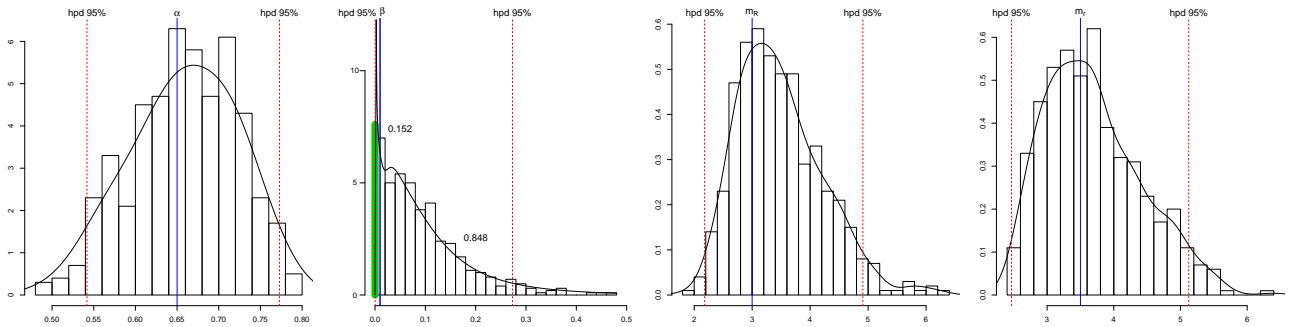 hpd 95% α hpd 95%
0 1 2 3 4 5 6
0.50 0.55 0.60 0.65 0.70 0.75 0.80
hpd 95% β hpd 95%
0.152
0.848
0 5 10
0.0 0.1 0.2 0.3 0.4 0.5
hpd 95% m_R hpd 95%
0.0 0.1 0.2 0.3 0.4 0.5 0.6
2 3 4 5 6
hpd 95% m_r hpd 95%
0.0 0.1 0.2 0.3 0.4 0.5 0.6
3 4 5 6